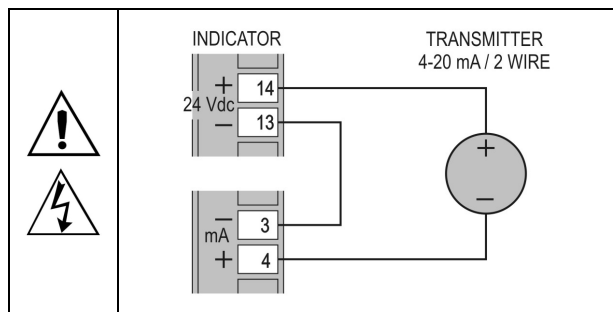 INDICATOR
TRANSMITTER
4-20 mA / 2 WIRE
+ 14
24 Vdc
− 13
+
− 3
mA
+ 4
−